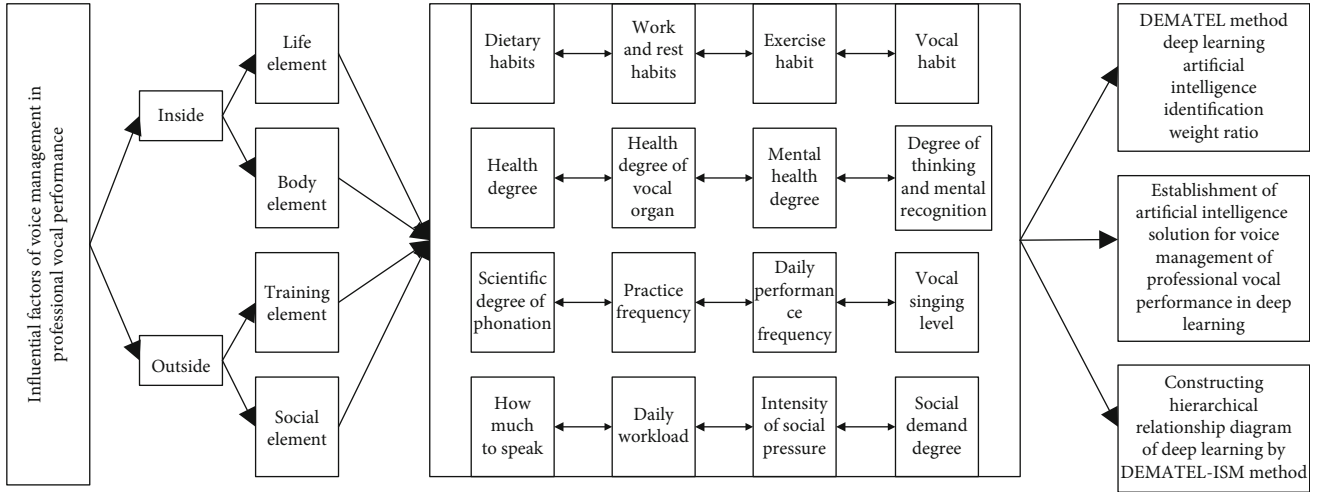 Influential factors of voice management in
professional vocal performance
Inside
Outside
Life
element
Body
element
Training
element
Social
element
Dietary
habits
Work
and rest
habits
Exercise
habit
Vocal
habit
Health
degree
Health
degree of
vocal
organ
Mental
health
degree
Degree of
thinking
and mental
recognition
Scientific
degree of
phonation
Practice
frequency
Daily
performan
ce
frequency
Vocal
singing
level
How
much
to speak
Daily
workload
Intensity
of social
pressure
Social
demand
degree
DEMATEL method
deep learning
artificial
intelligence
identification
weight ratio
Establishment of
artificial intelligence
solution for voice
management of
professional vocal
performance in deep
learning
Constructing
hierarchical
relationship diagram
of deep learning by
DEMATEL-ISM method